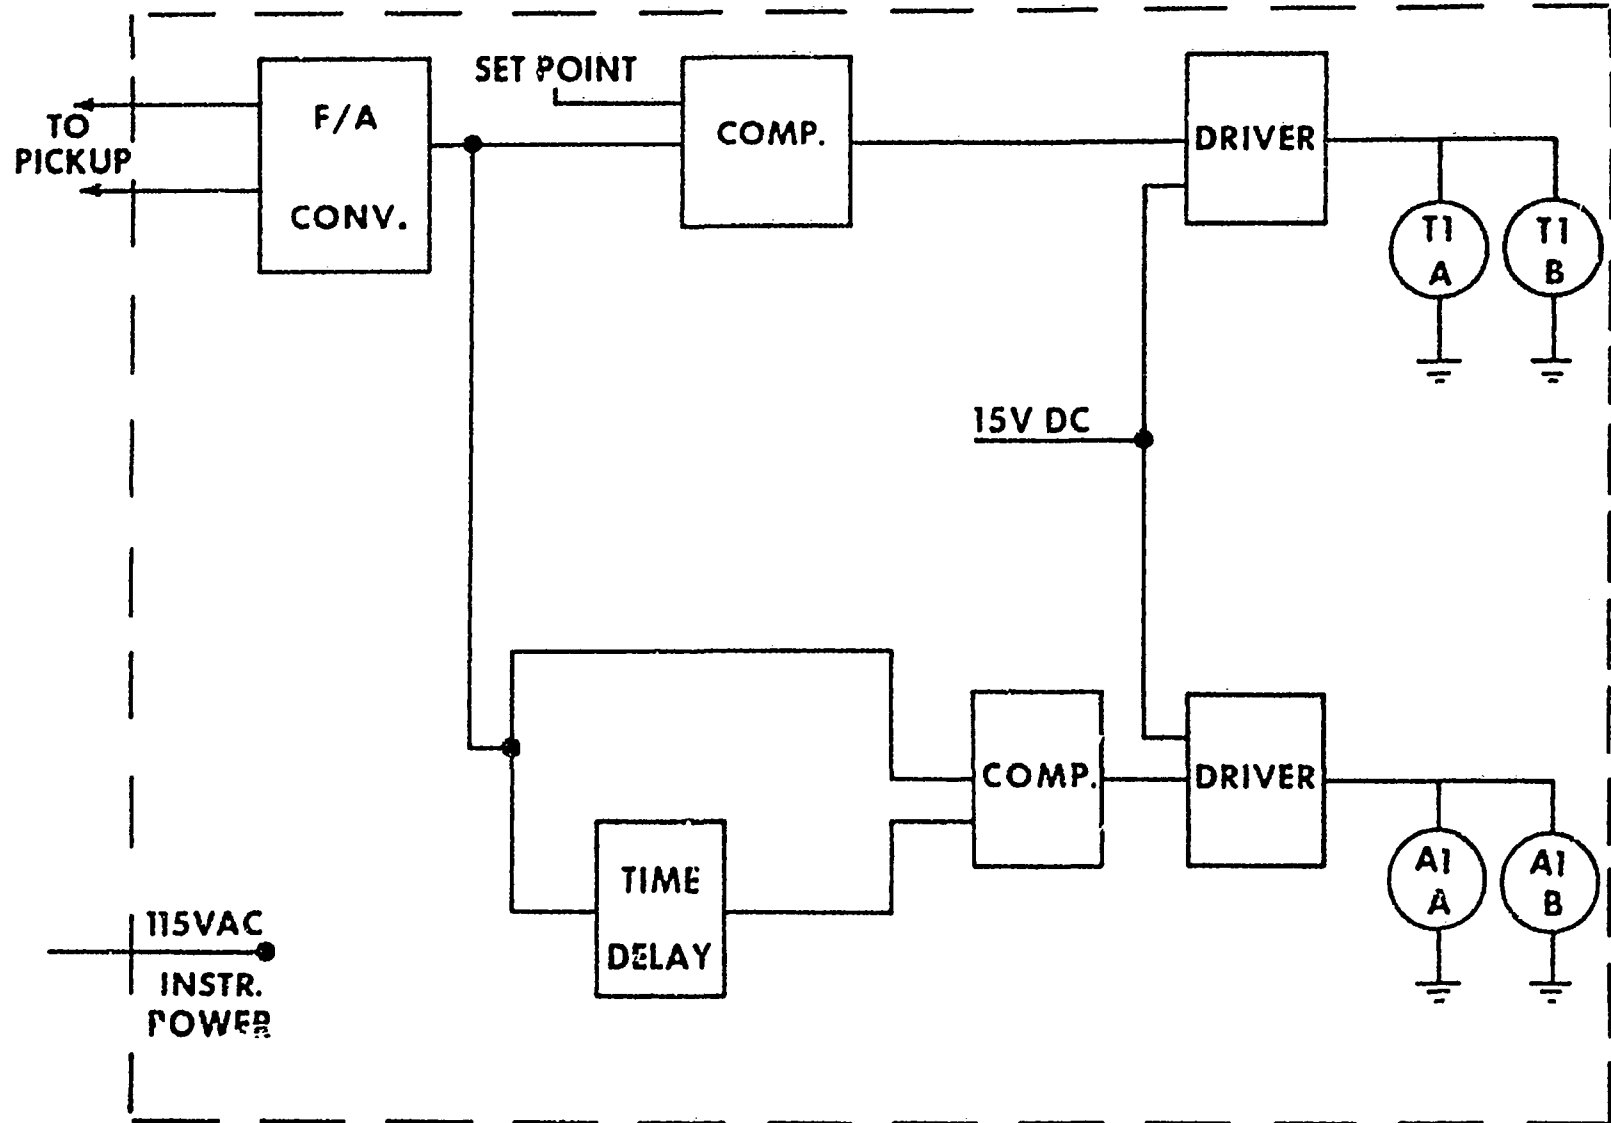 SET POINT
F/A
CONV.
TO
PICKUP
COMP.
DRIVER
T1
A
T1
B
15V DC
COMP.
DRIVER
TIME
DELAY
A1
A
A1
B
115VAC
INSTR.
POWER